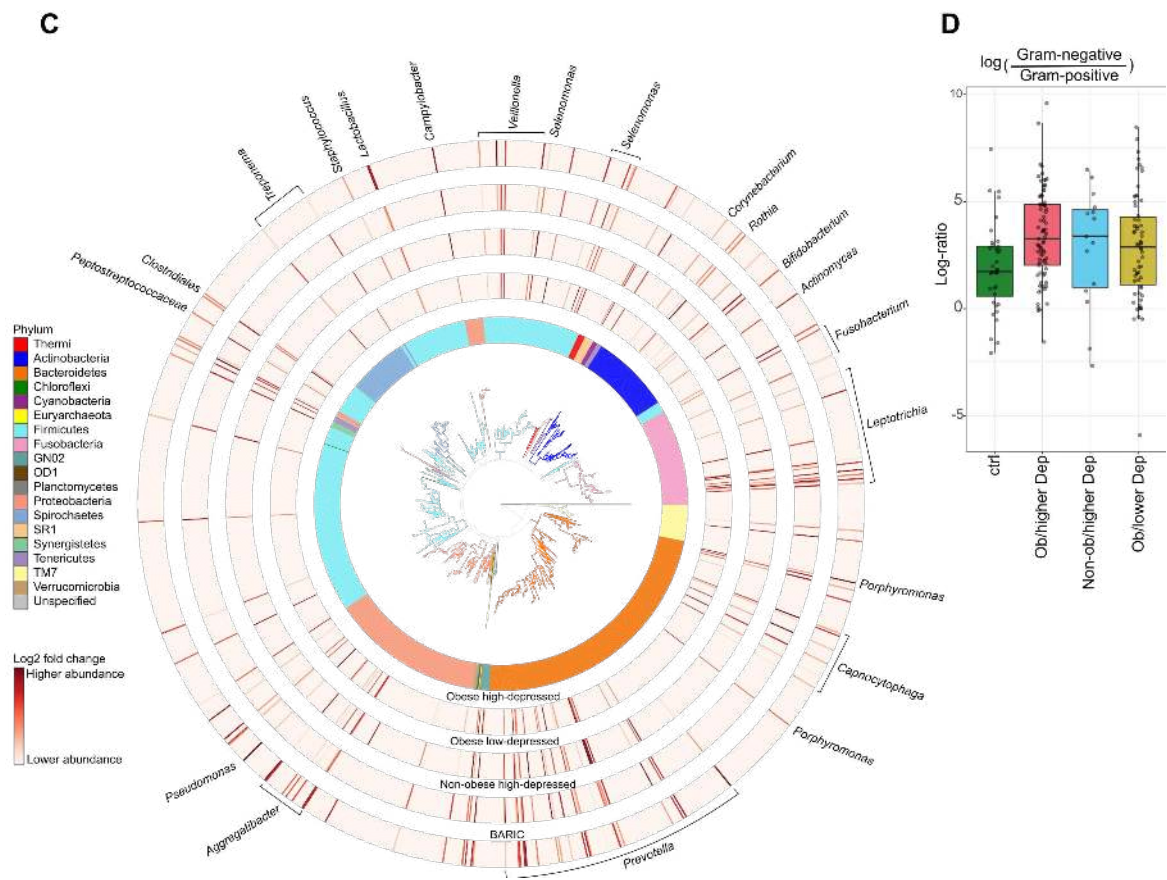 C
D
Treponema
Staphylococcus
Lactobacillus
Campylobacter
Veillonella
Selenomonas
Selenomonas
Corynebacterium
Rothia
Bifidobacterium
Actinomyces
Fusobacterium
Leptotrichia
Porphyromonas
Capnocytophaga
Porphyromonas
Prevotella
Aggregatibacter
Pseudomonas
Peptostreptococcaceae
Clostridiales
Phylum
Thermi
Actinobacteria
Bacteroidetes
Chloroflexi
Cyanobacteria
Euryarchaeota
Firmicutes
Fusobacteria
GN02
OD1
Planctomycetes
Proteobacteria
Spirochaetes
SR1
Synergistetes
Tenericutes
TM7
Verrucomicrobia
Unspecified
Log2 fold change
Higher abundance
Lower abundance
Obese high-depressed
Obese low-depressed
Non-obese high-depressed
BARIC
log(Gram-negative
Gram-positive)
Log-ratio
10
5
0
-5
ctrl
Ob/higher Dep
Non-ob/higher Dep
Ob/lower Dep